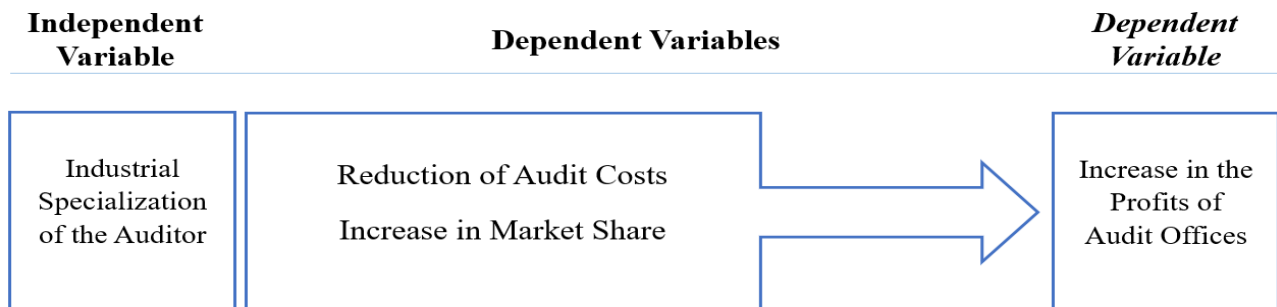 Independent
Variable
Dependent Variables
Dependent
Variable
Industrial
Specialization
of the Auditor
Reduction of Audit Costs
Increase in Market Share
Increase in the
Profits of
Audit Offices